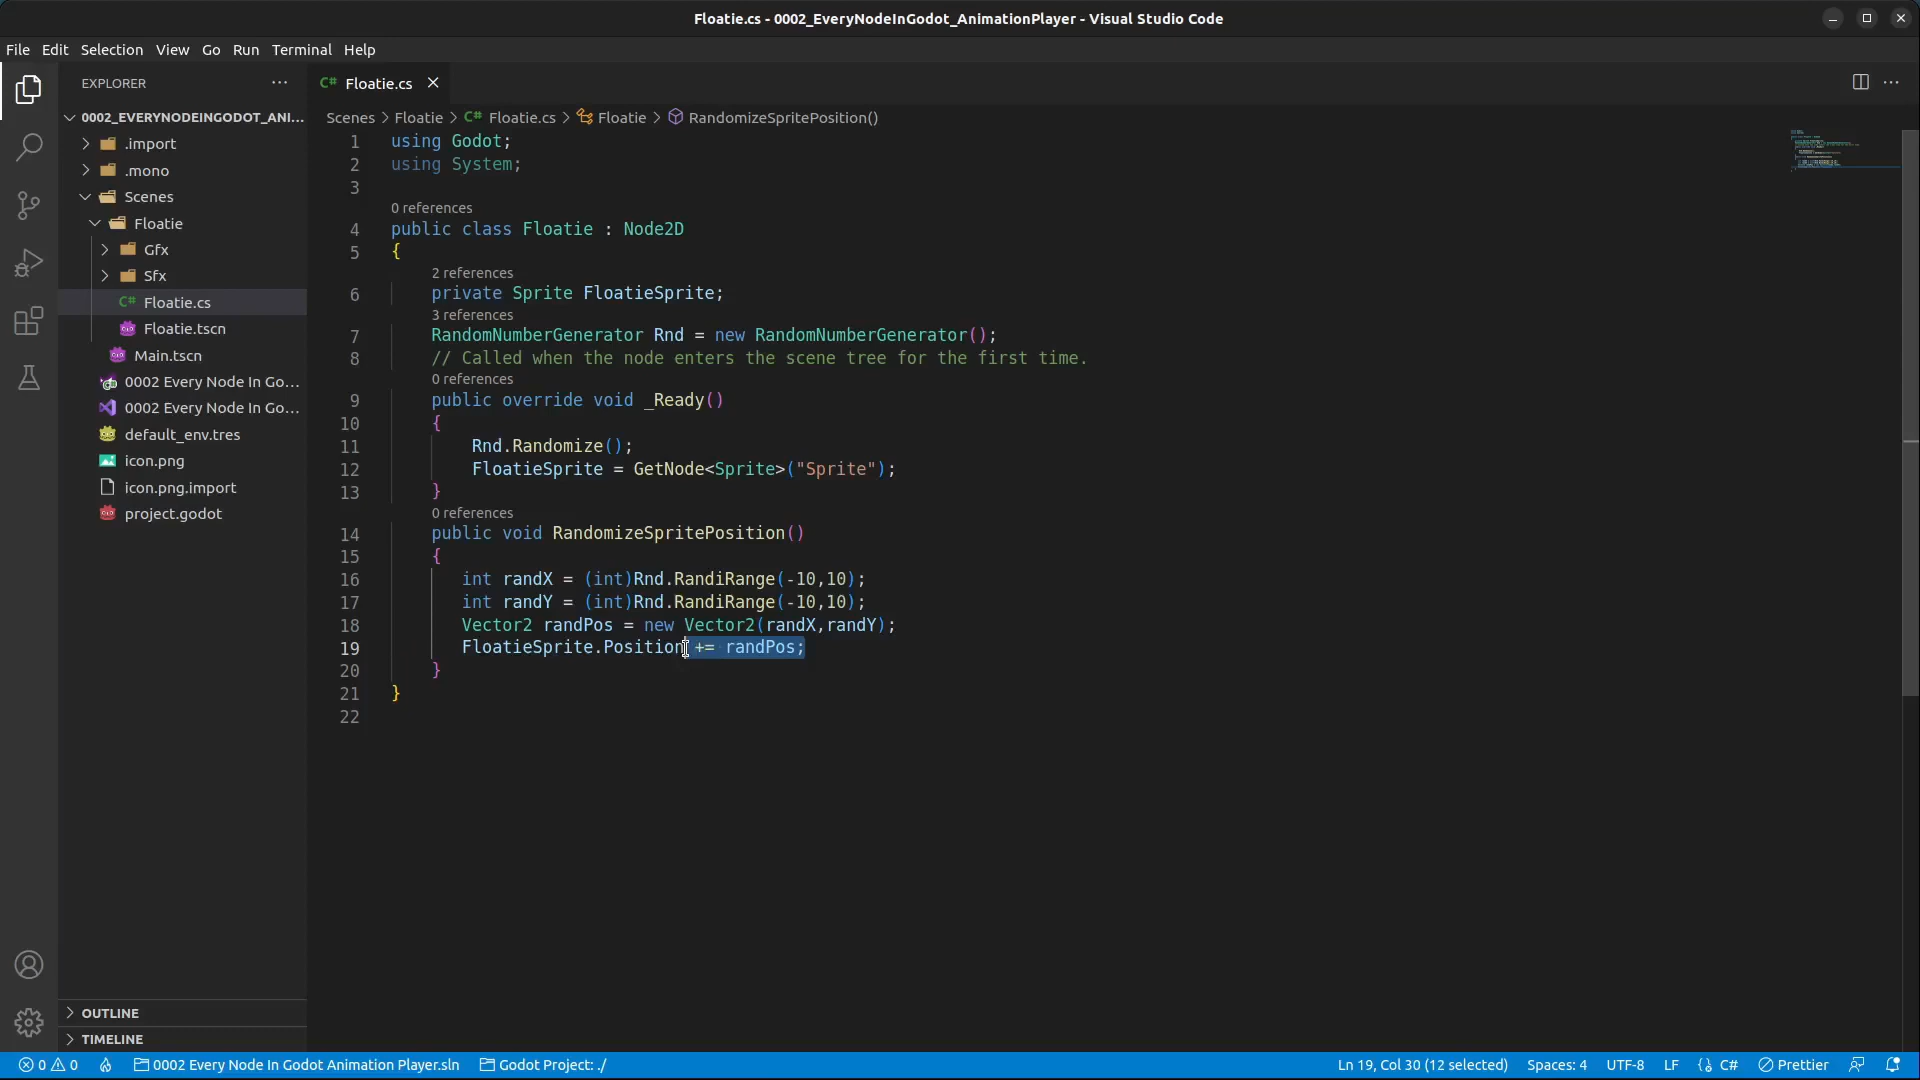 Floatie.cs - 0002_EveryNodeInGodot_AnimationPlayer - Visual Studio Code
File Edit Selection View Go Run Terminal Help
EXPLORER
0002_EVERYNODEINGODOT_ANI...
.import
.mono
Scenes
Floatie
Gfx
Sfx
Floatie.cs
Floatie.tscn
Main.tscn
0002 Every Node In Go...
0002 Every Node In Go...
default_env.tres
icon.png
icon.png.import
project.godot
OUTLINE
TIMELINE
C# Floatie.cs
Scenes > Floatie > C# Floatie.cs > Floatie > RandomizeSpritePosition()
1 using Godot;
2 using System;
3
0 references
4 public class Floatie : Node2D
5 {
2 references
6 private Sprite FloatieSprite;
3 references
7 RandomNumberGenerator Rnd = new RandomNumberGenerator();
8 // Called when the node enters the scene tree for the first time.
0 references
9 public override void _Ready()
10 {
11 Rnd.Randomize();
12 FloatieSprite = GetNode<Sprite>("Sprite");
13 }
0 references
14 public void RandomizeSpritePosition()
15 {
16 int randX = (int)Rnd.RandiRange(-10,10);
17 int randY = (int)Rnd.RandiRange(-10,10);
18 Vector2 randPos = new Vector2(randX,randY);
19 FloatieSprite.Position += randPos;
20 }
21 }
22
0 0 0002 Every Node In Godot Animation Player.sln Godot Project: ./ Ln 19, Col 30 (12 selected) Spaces: 4 UTF-8 LF {} C# Prettier